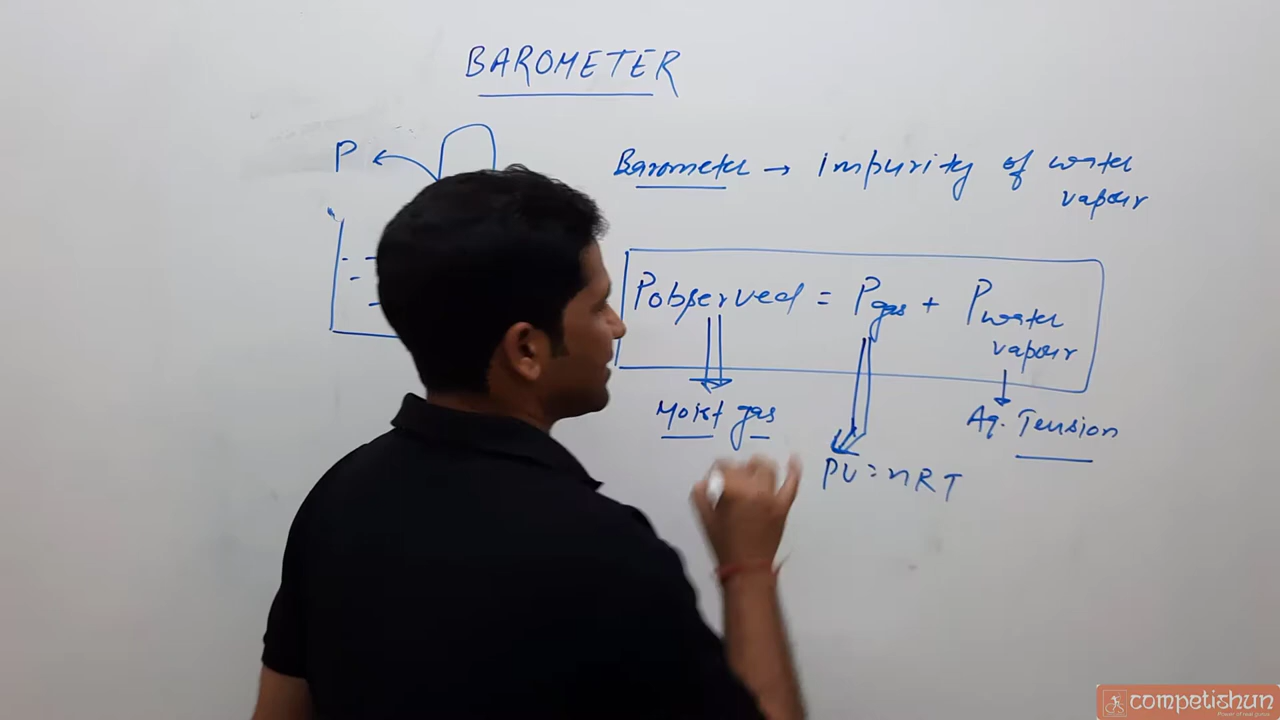 BAROMETER
P
Barometer → impurity of water
vapour
Pobserved = Pgas + Pwater
vapour
Moist gas
Aq. Tension
PV = nRT
competishun